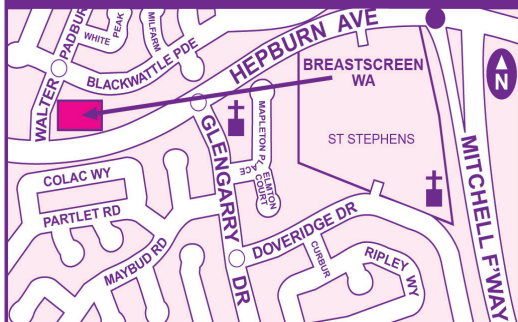 WALTER
PADBUR
WHITE
PEAK
MILFARM
BLACKWATTLE PDE
HEPBURN AVE
BREASTSCREEN
WA
N
ST STEPHENS
MITCHELL F'WAY
GLENGARRY
DR
MAPLETON PLACE
ELMTON
COURT
COLAC WY
PARTLET RD
MAYBUD RD
DOVERIDGE DR
CURBUR
RIPLEY WY